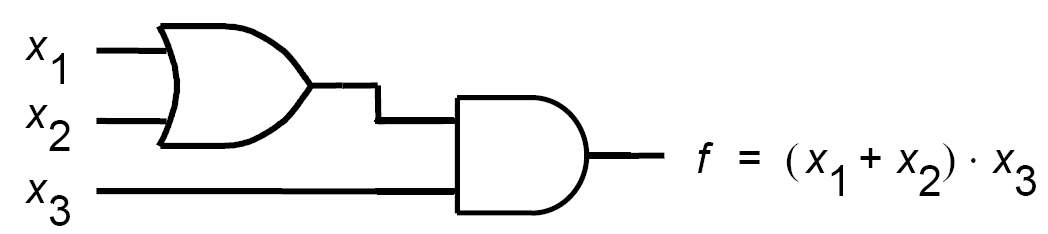 x₁
x₂
x₃
f = (x₁ + x₂) · x₃